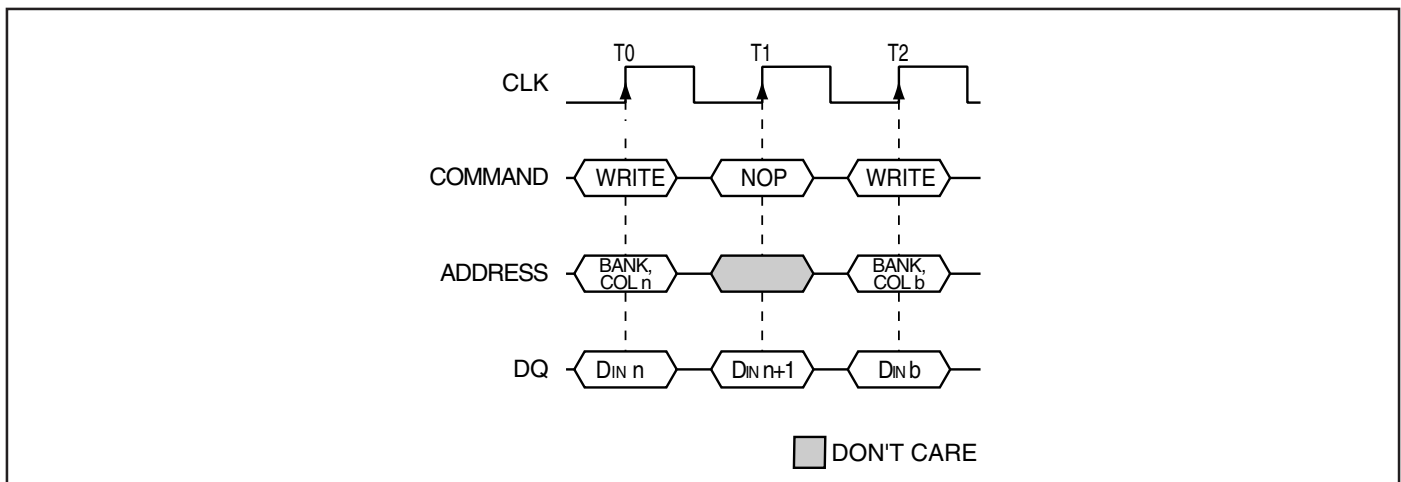 T0 T1 T2
CLK
COMMAND WRITE NOP WRITE
ADDRESS BANK, COL n BANK, COL b
DQ DIN n DIN n+1 DIN b
DON'T CARE